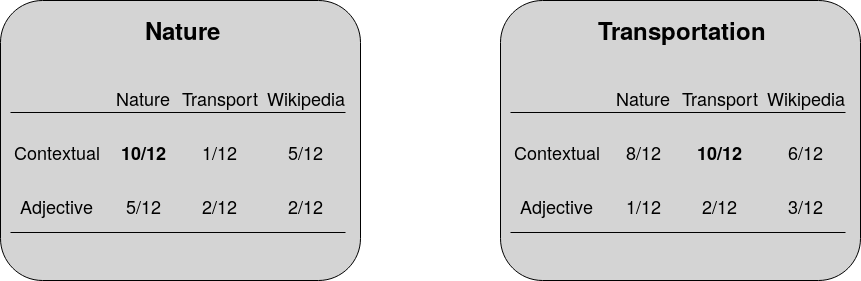 Nature
Nature Transport Wikipedia
Contextual 10/12 1/12 5/12
Adjective 5/12 2/12 2/12
Transportation
Nature Transport Wikipedia
Contextual 8/12 10/12 6/12
Adjective 1/12 2/12 3/12